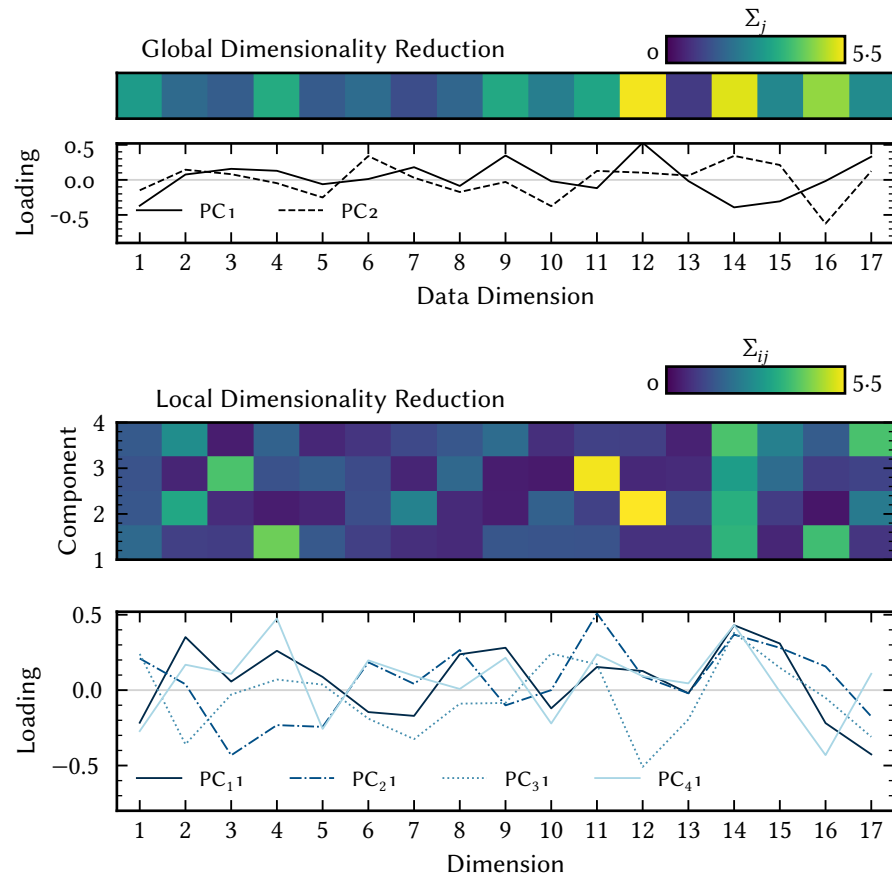 Σj
Global Dimensionality Reduction
0 5.5
0.5
0.0
-0.5
Loading
PC1 PC2
1 2 3 4 5 6 7 8 9 10 11 12 13 14 15 16 17
Data Dimension
Σij
0 5.5
Local Dimensionality Reduction
4
3
2
1
Component
0.5
0.0
−0.5
Loading
PC₁1 PC₂1 PC₃1 PC₄1
1 2 3 4 5 6 7 8 9 10 11 12 13 14 15 16 17
Dimension